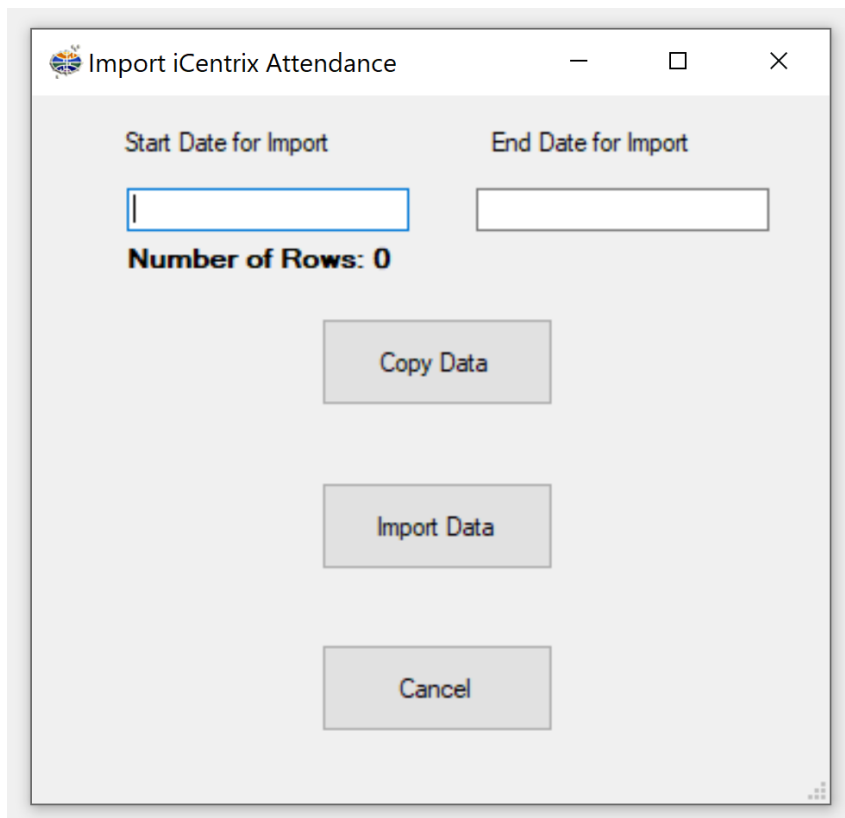 Import iCentrix Attendance
Start Date for Import End Date for Import
Number of Rows: 0
Copy Data
Import Data
Cancel